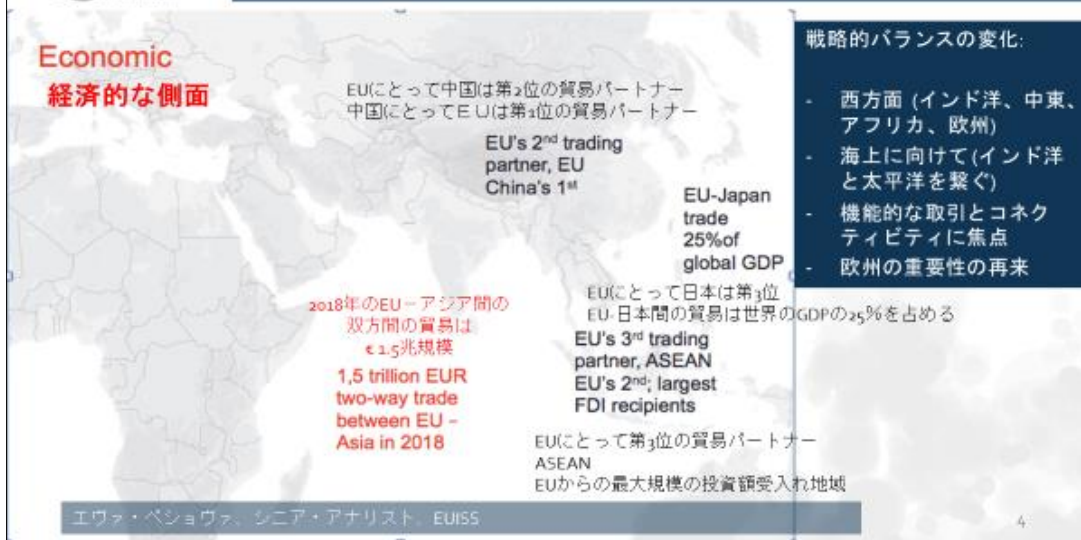 Economic
経済的な側面
EUにとって中国は第2位の貿易パートナー
中国にとってＥＵは第1位の貿易パートナー
EU's 2nd trading
partner, EU
China's 1st
EU-Japan
trade
25%of
global GDP
EUにとって日本は第3位
EU-日本間の貿易は世界のGDPの25％を占める
2018年のEU－アジア間の
双方間の貿易は
€1.5兆規模
1,5 trillion EUR
two-way trade
between EU –
Asia in 2018
EU's 3rd trading
partner, ASEAN
EU's 2nd; largest
FDI recipients
EUにとって第3位の貿易パートナー
ASEAN
EUからの最大規模の投資額受入れ地域
戦略的バランスの変化:
- 西方面 (インド洋、中東、
アフリカ、欧州)
- 海上に向けて(インド洋
と太平洋を繋ぐ)
- 機能的な取引とコネク
ティビティに焦点
- 欧州の重要性の再来
エヴァ・ペショヴァ、シニア・アナリスト、EUISS
4